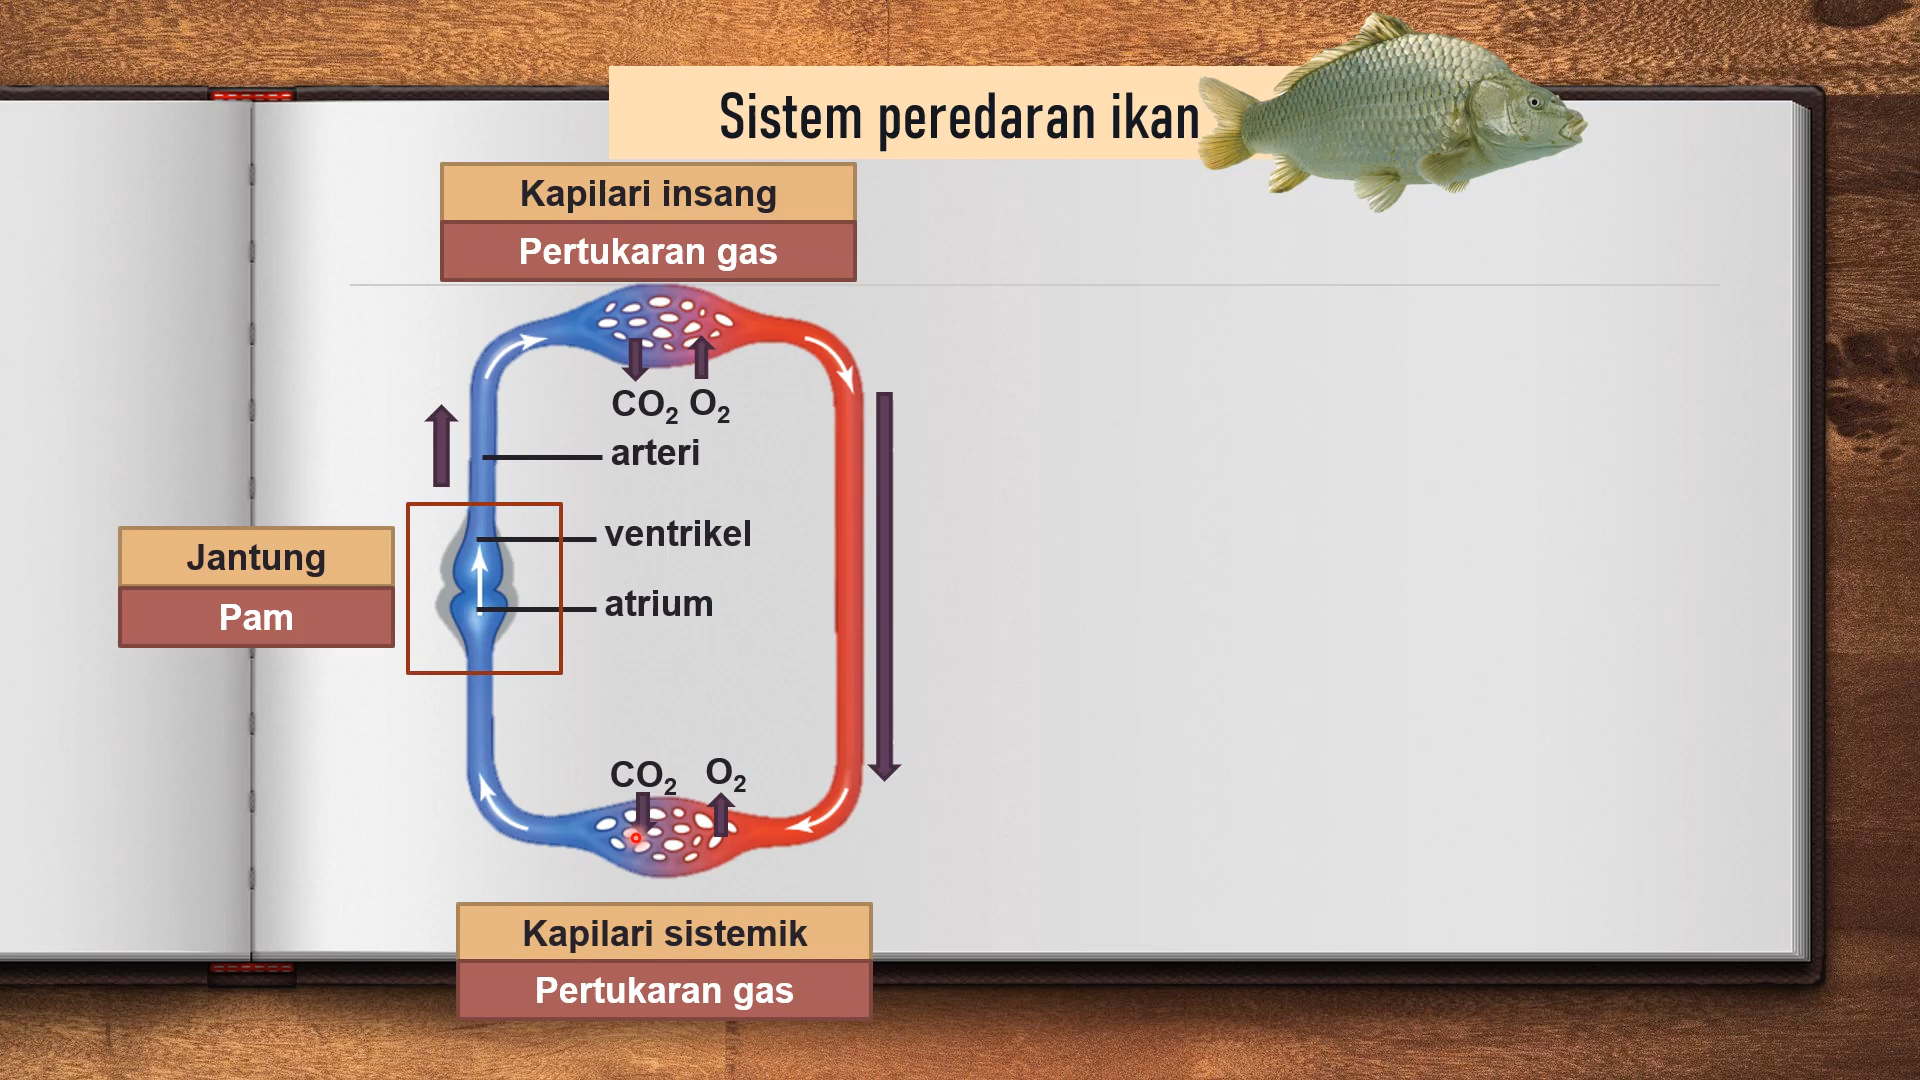 Sistem peredaran ikan
Kapilari insang
Pertukaran gas
CO₂ O₂
arteri
ventrikel
Jantung
Pam
atrium
CO₂ O₂
Kapilari sistemik
Pertukaran gas